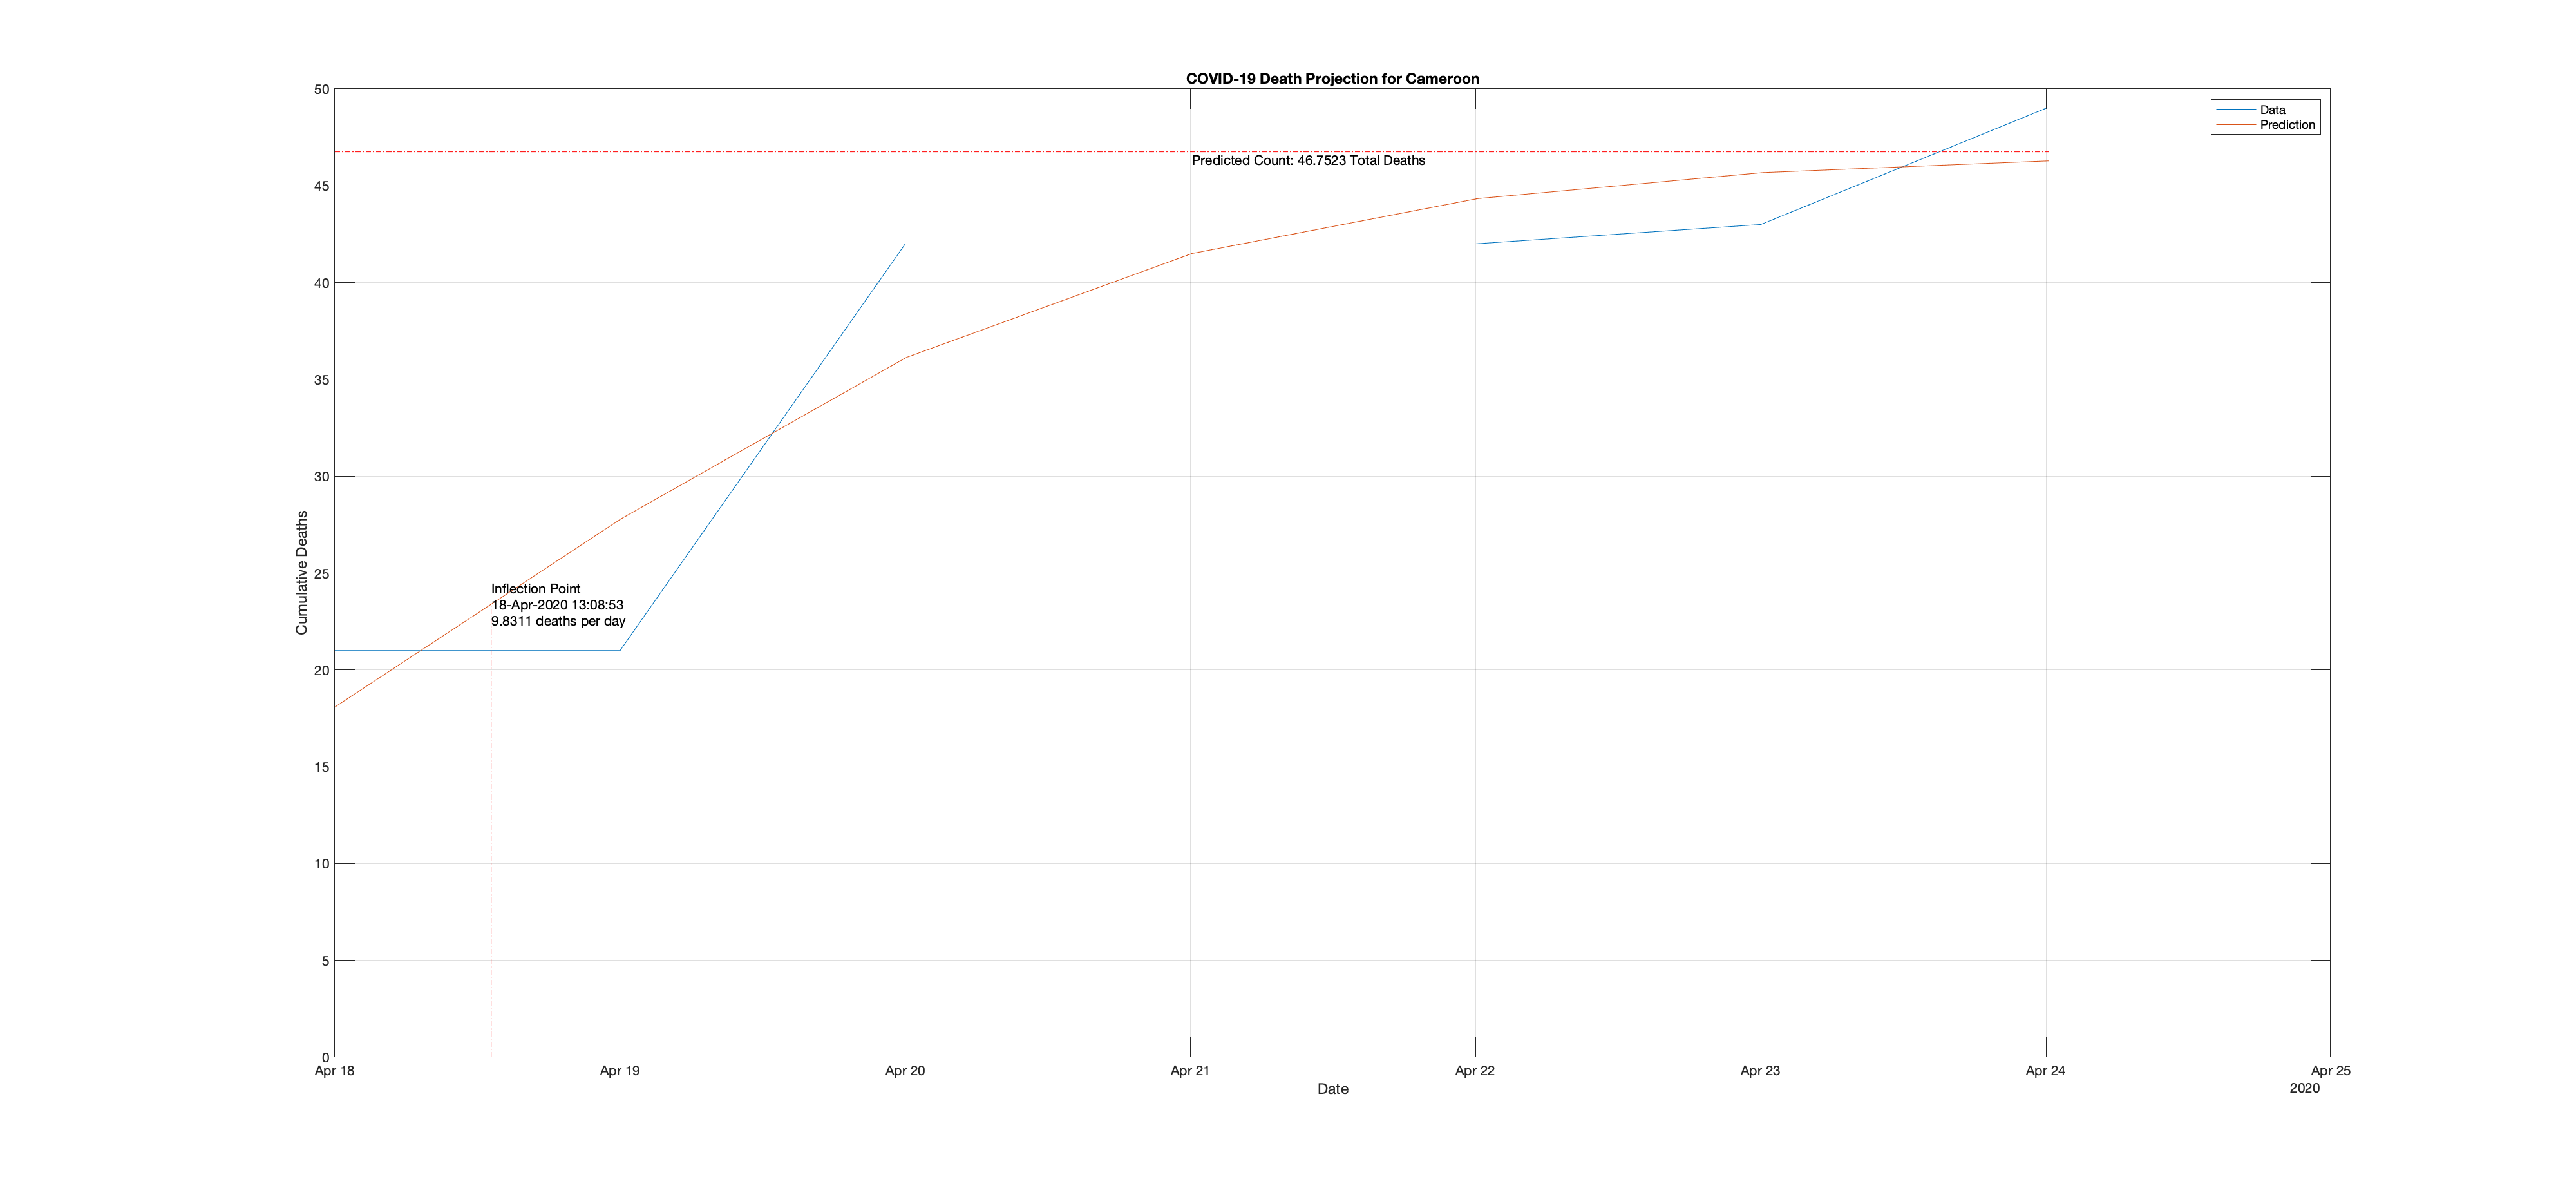 COVID-19 Death Projection for Cameroon
50
45
40
35
30
25
20
15
10
5
0
Cumulative Deaths
Data
Prediction
Predicted Count: 46.7523 Total Deaths
Inflection Point
18-Apr-2020 13:08:53
9.8311 deaths per day
Apr 18
Apr 19
Apr 20
Apr 21
Apr 22
Apr 23
Apr 24
Apr 25
2020
Date